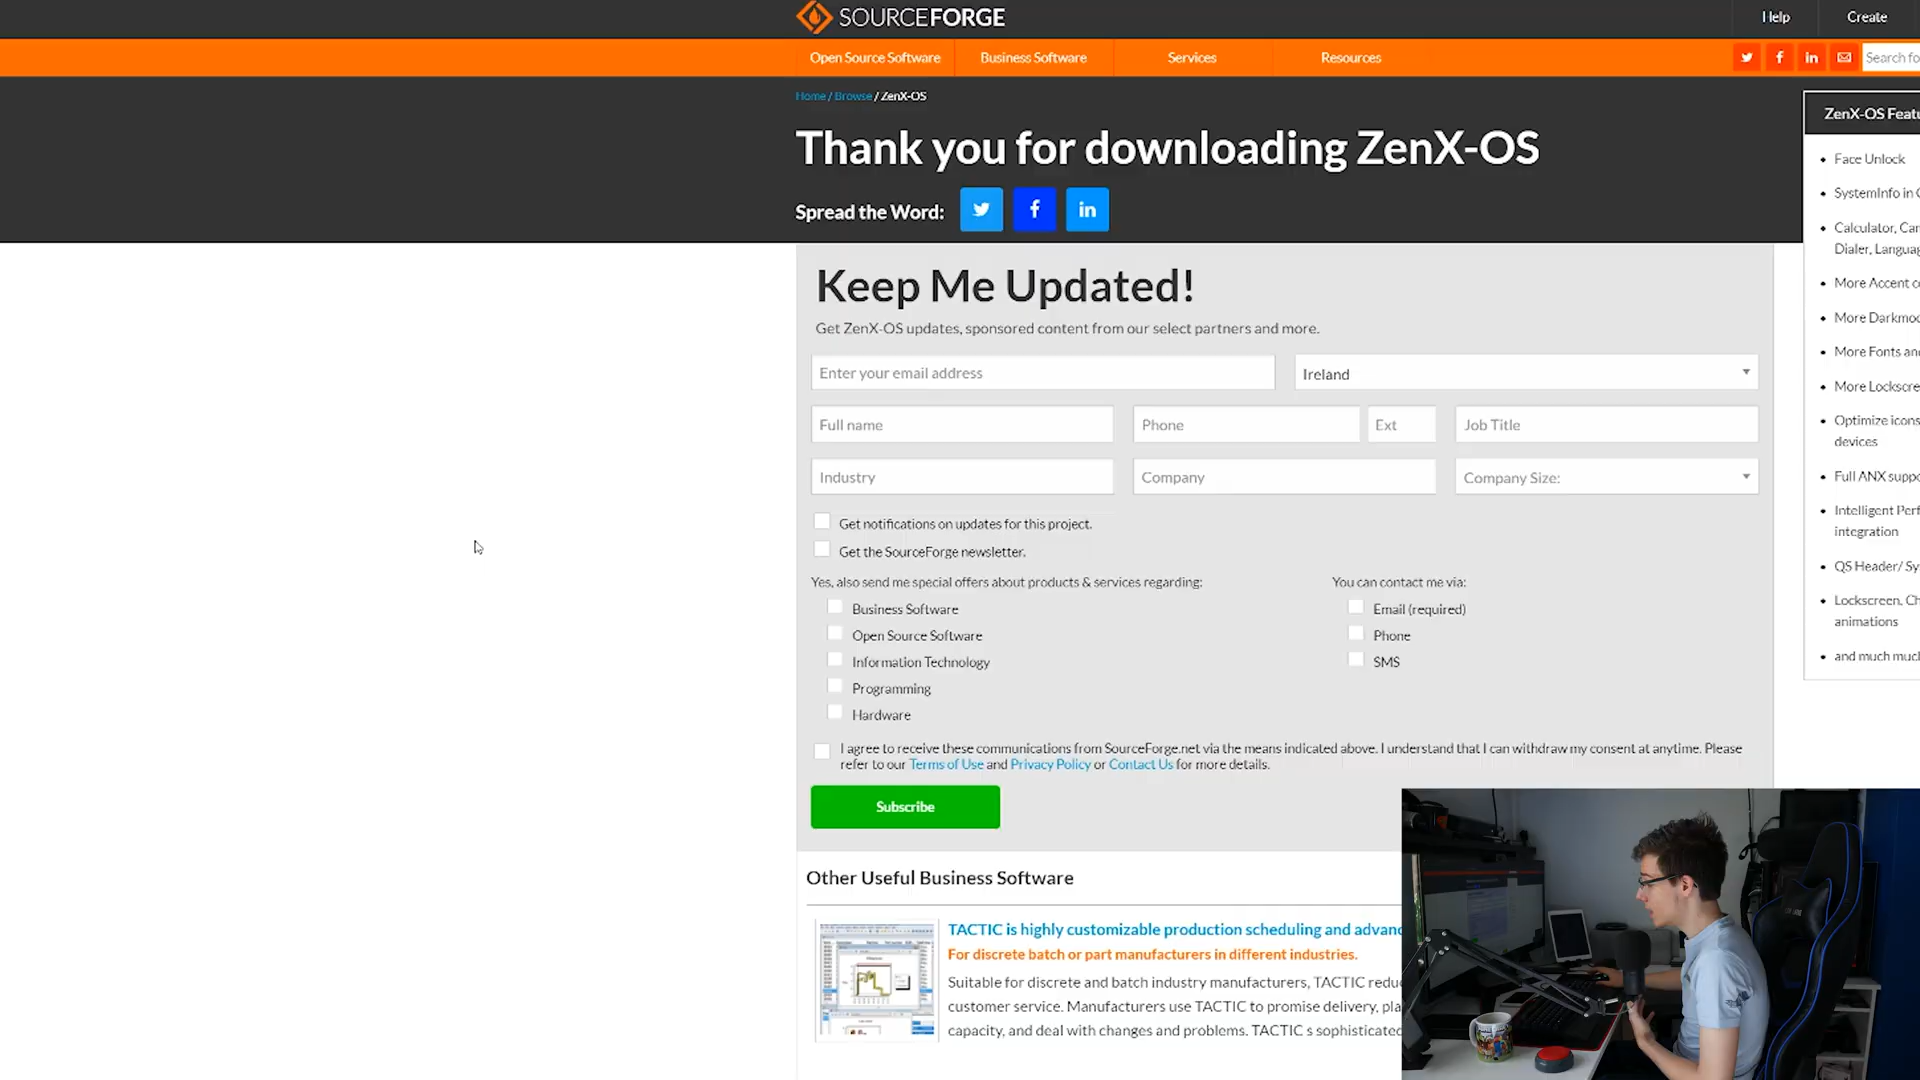 SOURCEFORGE
Help
Create
Open Source Software
Business Software
Services
Resources
Search fo
Home / Browse / ZenX-OS
Thank you for downloading ZenX-OS
Spread the Word:
Keep Me Updated!
Get ZenX-OS updates, sponsored content from our select partners and more.
Enter your email address
Ireland
Full name
Phone
Ext
Job Title
Industry
Company
Company Size:
Get notifications on updates for this project.
Get the SourceForge newsletter.
Yes, also send me special offers about products & services regarding:
Business Software
Open Source Software
Information Technology
Programming
Hardware
You can contact me via:
Email (required)
Phone
SMS
I agree to receive these communications from SourceForge.net via the means indicated above. I understand that I can withdraw my consent at anytime. Please
refer to our Terms of Use and Privacy Policy or Contact Us for more details.
Subscribe
Other Useful Business Software
TACTIC is highly customizable production scheduling and advanc
For discrete batch or part manufacturers in different industries.
Suitable for discrete and batch industry manufacturers, TACTIC redu
customer service. Manufacturers use TACTIC to promise delivery, pla
capacity, and deal with changes and problems. TACTIC s sophisticated
ZenX-OS Featu
Face Unlock
SystemInfo in
Calculator, Can
Dialer, Languag
More Accent co
More Darkmod
More Fonts and
More Lockscre
Optimize icons
devices
Full ANX suppo
Intelligent Perf
integration
QS Header/ Sy
Lockscreen, Ch
animations
and much much